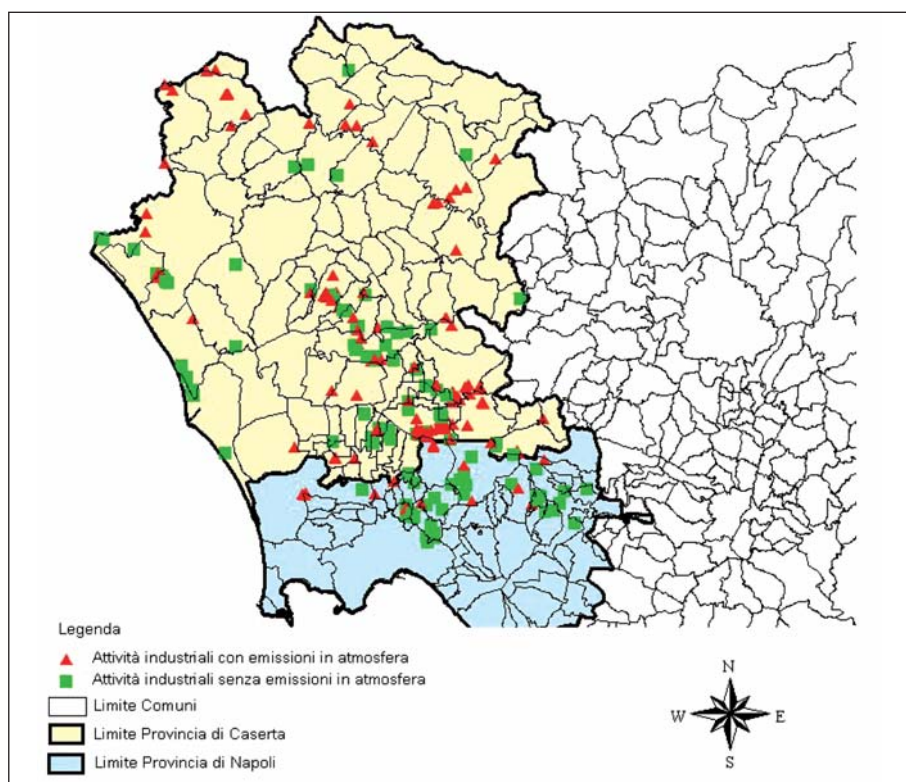 Legenda
Attività industriali con emissioni in atmosfera
Attività industriali senza emissioni in atmosfera
Limite Comuni
Limite Provincia di Caserta
Limite Provincia di Napoli
N
W E
S